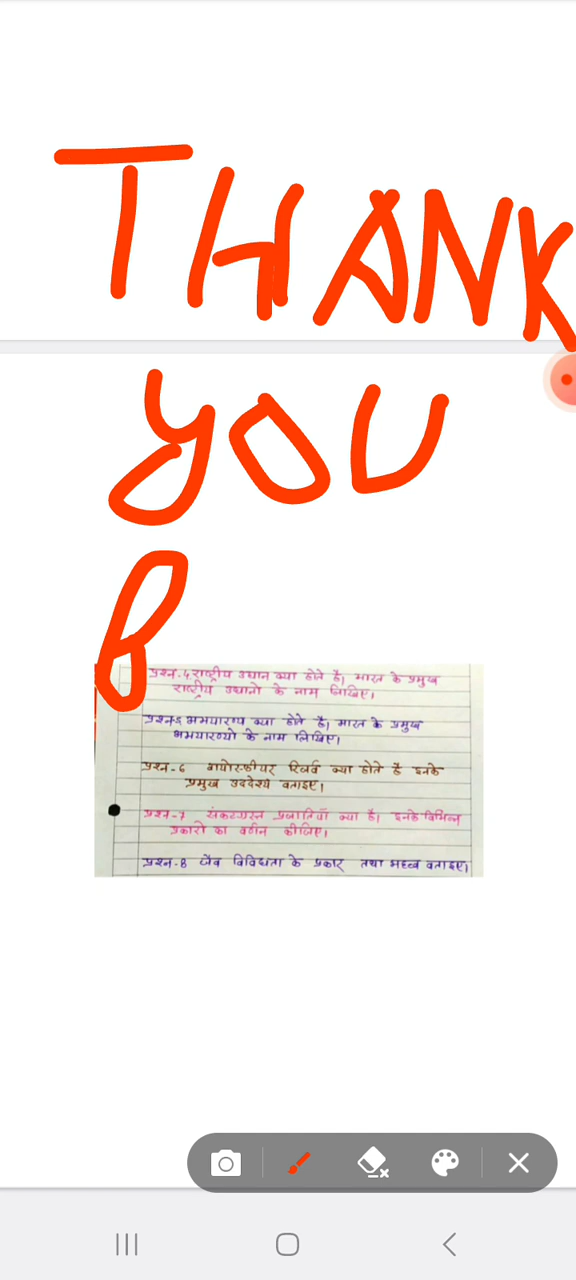 THANK
YOU
B
प्रश्न-4 राष्ट्रीय उद्यान क्या होते है। भारत के प्रमुख
राष्ट्रीय उद्यानो के नाम लिखिए।
प्रश्न-5 अभयारण्य क्या होते है। भारत के प्रमुख
अभयारण्यो के नाम लिखिए।
प्रश्न-6 बायोस्फीयर रिजर्व क्या होते है इनके
प्रमुख उददेश्य बताइए।
प्रश्न-7 संकटग्रस्त प्रजातियाँ क्या है। इनके विभिन्न
प्रकारो का वर्णन कीजिए।
प्रश्न-8 जैव विविधता के प्रकार तथा महत्व बताइए।